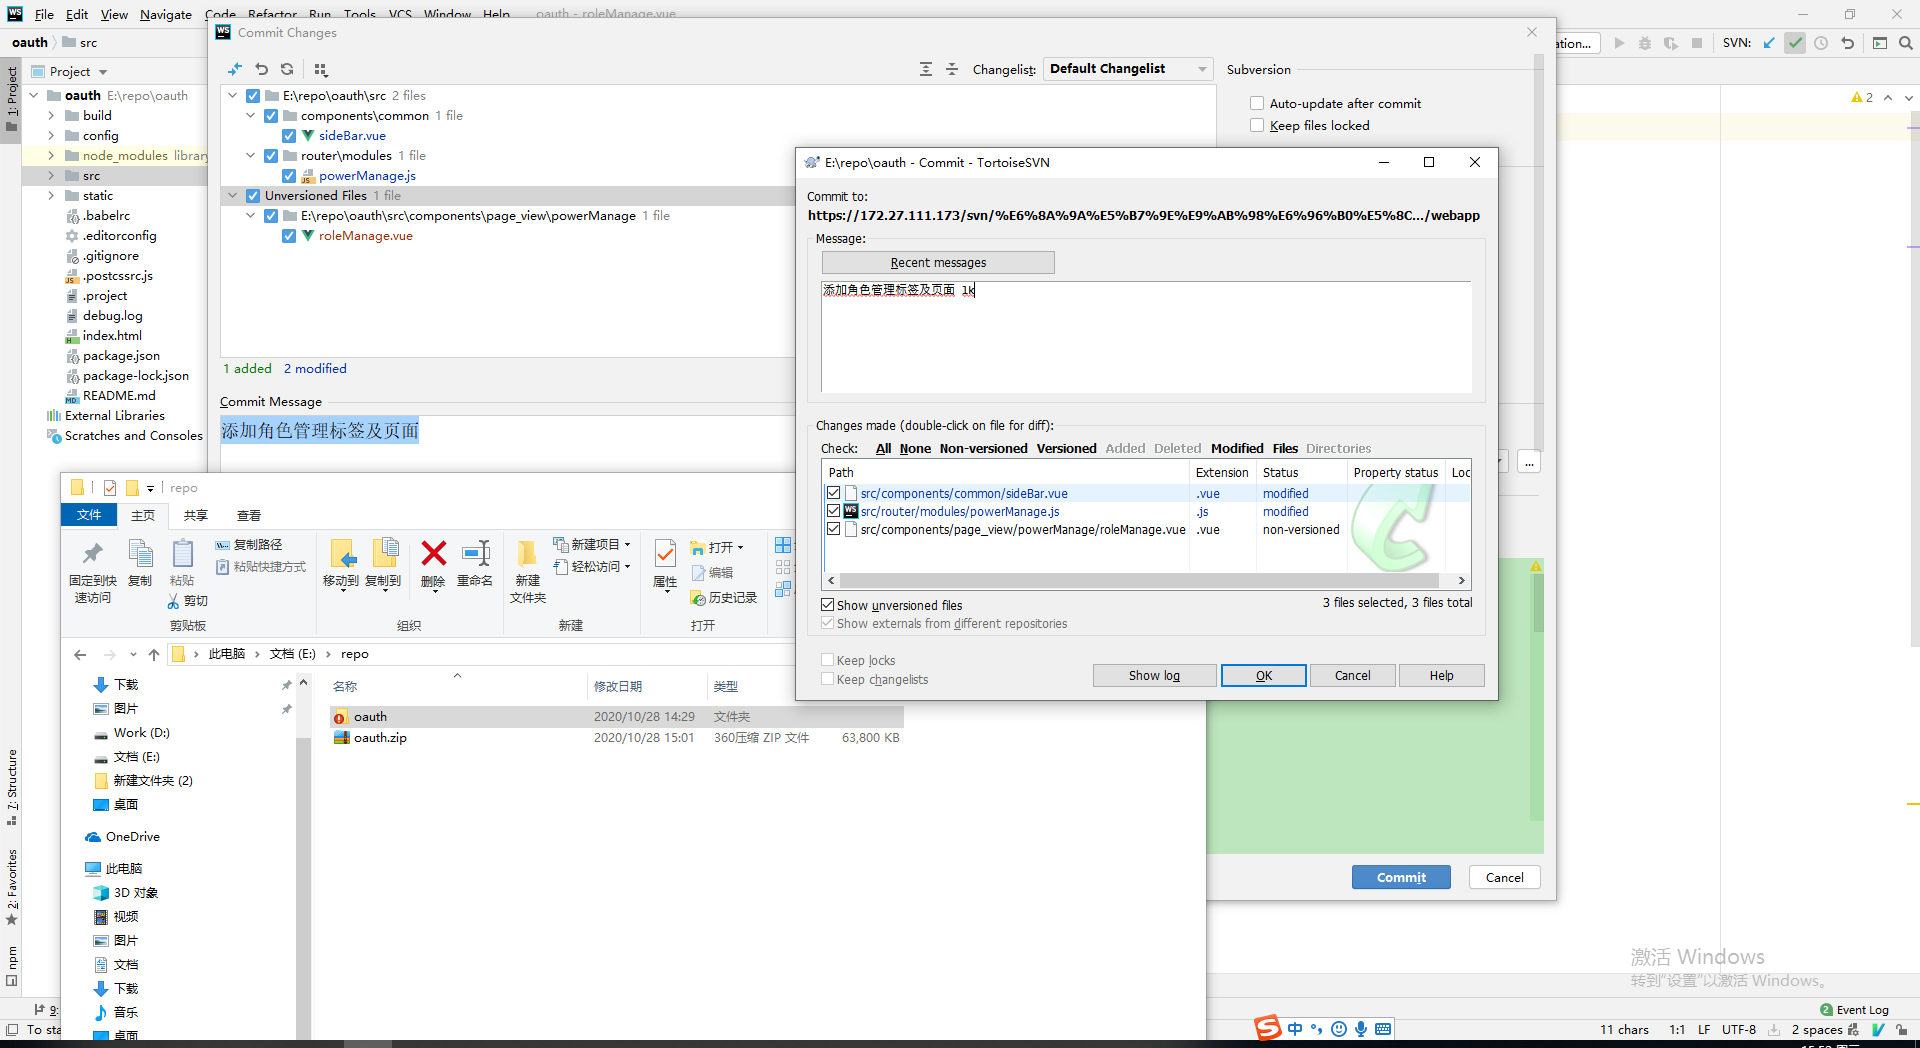 File Edit View Navigate Code Refactor Run Tools VCS Window Help oauth - roleManage.vue
oauth src
SVN:
Commit Changes
1: Project
Project
oauth E:\repo\oauth
build
config
node_modules library
src
static
.babelrc
.editorconfig
.gitignore
.postcssrc.js
.project
debug.log
index.html
package.json
package-lock.json
README.md
External Libraries
Scratches and Consoles
Changelist: Default Changelist
Subversion
Auto-update after commit
Keep files locked
2
E:\repo\oauth\src 2 files
components\common 1 file
sideBar.vue
router\modules 1 file
powerManage.js
Unversioned Files 1 file
E:\repo\oauth\src\components\page_view\powerManage 1 file
roleManage.vue
1 added 2 modified
Commit Message
添加角色管理标签及页面
E:\repo\oauth - Commit - TortoiseSVN
Commit to:
https://172.27.111.173/svn/%E6%8A%9A%E5%B7%9E%E9%AB%98%E6%96%B0%E5%8C.../webapp
Message:
Recent messages
添加角色管理标签及页面 lk
Changes made (double-click on file for diff):
Check: All None Non-versioned Versioned Added Deleted Modified Files Directories
Path Extension Status Property status Loc
src/components/common/sideBar.vue .vue modified
src/router/modules/powerManage.js .js modified
src/components/page_view/powerManage/roleManage.vue .vue non-versioned
Show unversioned files
3 files selected, 3 files total
Show externals from different repositories
Keep locks
Keep changelists
Show log OK Cancel Help
...
Commit Cancel
repo
文件 主页 共享 查看
固定到快速访问
复制
粘贴
复制路径
粘贴快捷方式
剪切
剪贴板
移动到 复制到 删除 重命名
组织
新建文件夹
新建项目
轻松访问
新建
属性
打开
编辑
历史记录
打开
此电脑 文档 (E:) repo
名称 修改日期 类型
oauth 2020/10/28 14:29 文件夹
oauth.zip 2020/10/28 15:01 360压缩 ZIP 文件 63,800 KB
下载
图片
Work (D:)
文档 (E:)
新建文件夹 (2)
桌面
OneDrive
此电脑
3D 对象
视频
图片
文档
下载
音乐
桌面
7: Structure
2: Favorites
npm
9:
To sta
激活 Windows
转到"设置"以激活 Windows。
2 Event Log
中
11 chars 1:1 LF UTF-8 2 spaces